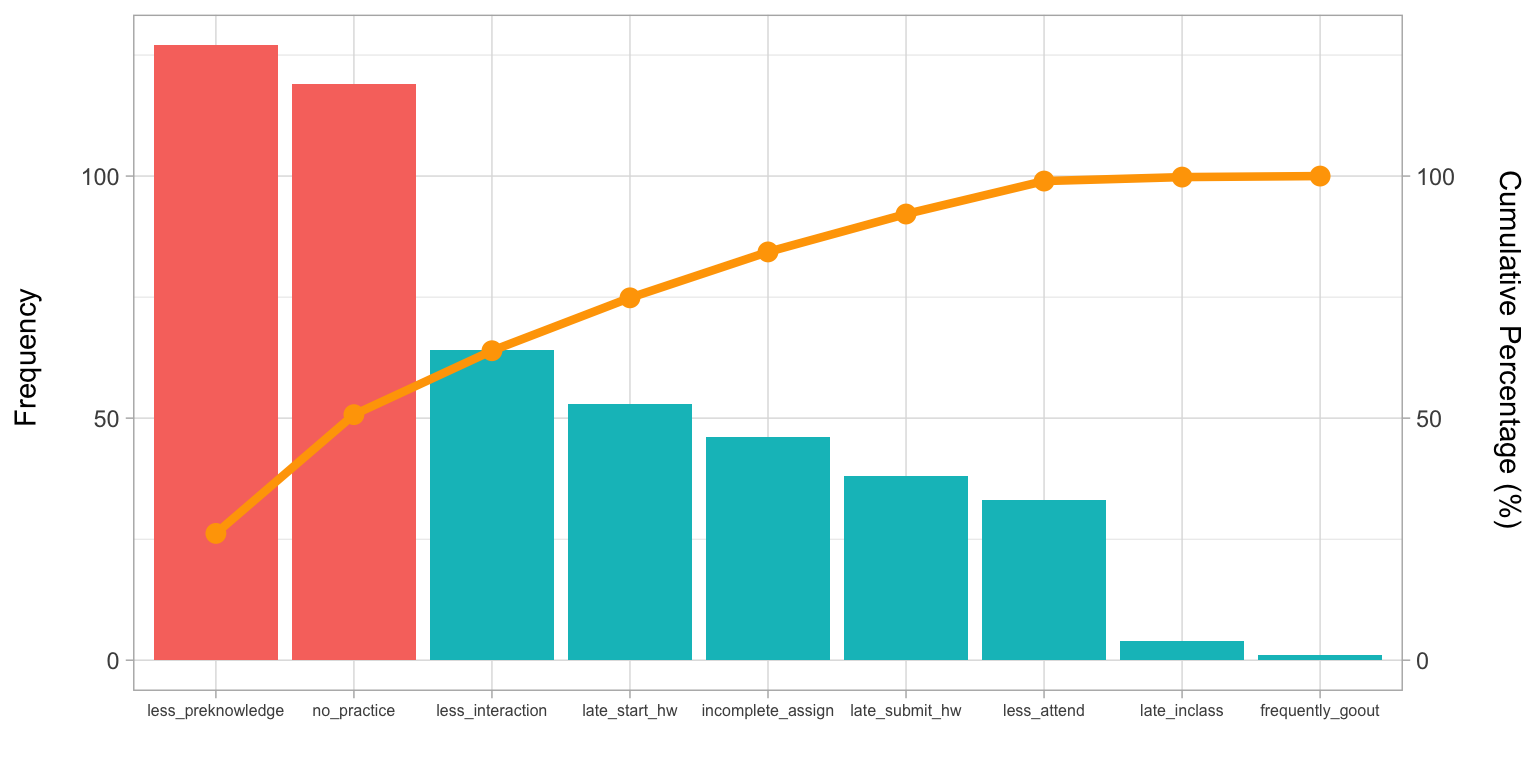 Frequency
100
50
0
100
50
0
Cumulative Percentage (%)
less_preknowledge
no_practice
less_interaction
late_start_hw
incomplete_assign
late_submit_hw
less_attend
late_inclass
frequently_goout